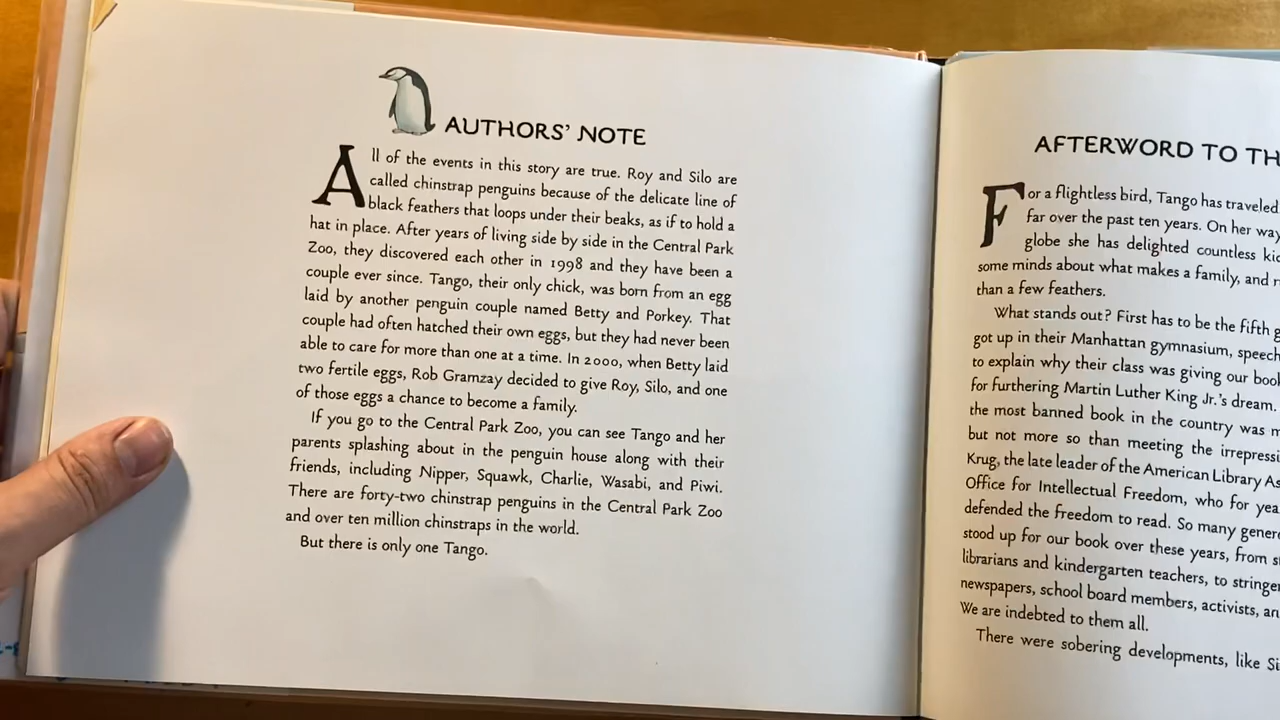 AUTHORS' NOTE
All of the events in this story are true. Roy and Silo are
called chinstrap penguins because of the delicate line of
black feathers that loops under their beaks, as if to hold a
hat in place. After years of living side by side in the Central Park
Zoo, they discovered each other in 1998 and they have been a
couple ever since. Tango, their only chick, was born from an egg
laid by another penguin couple named Betty and Porkey. That
couple had often hatched their own eggs, but they had never been
able to care for more than one at a time. In 2000, when Betty laid
two fertile eggs, Rob Gramzay decided to give Roy, Silo, and one
of those eggs a chance to become a family.
If you go to the Central Park Zoo, you can see Tango and her
parents splashing about in the penguin house along with their
friends, including Nipper, Squawk, Charlie, Wasabi, and Piwi.
There are forty-two chinstrap penguins in the Central Park Zoo
and over ten million chinstraps in the world.
But there is only one Tango.
AFTERWORD TO TH
For a flightless bird, Tango has traveled
far over the past ten years. On her way
globe she has delighted countless kid
some minds about what makes a family, and r
than a few feathers.
What stands out? First has to be the fifth g
got up in their Manhattan gymnasium, speech
to explain why their class was giving our book
for furthering Martin Luther King Jr.'s dream.
the most banned book in the country was m
but not more so than meeting the irrepressi
Krug, the late leader of the American Library As
Office for Intellectual Freedom, who for yea
defended the freedom to read. So many gener
stood up for our book over these years, from s
librarians and kindergarten teachers, to stringer
newspapers, school board members, activists, an
We are indebted to them all.
There were sobering developments, like Si